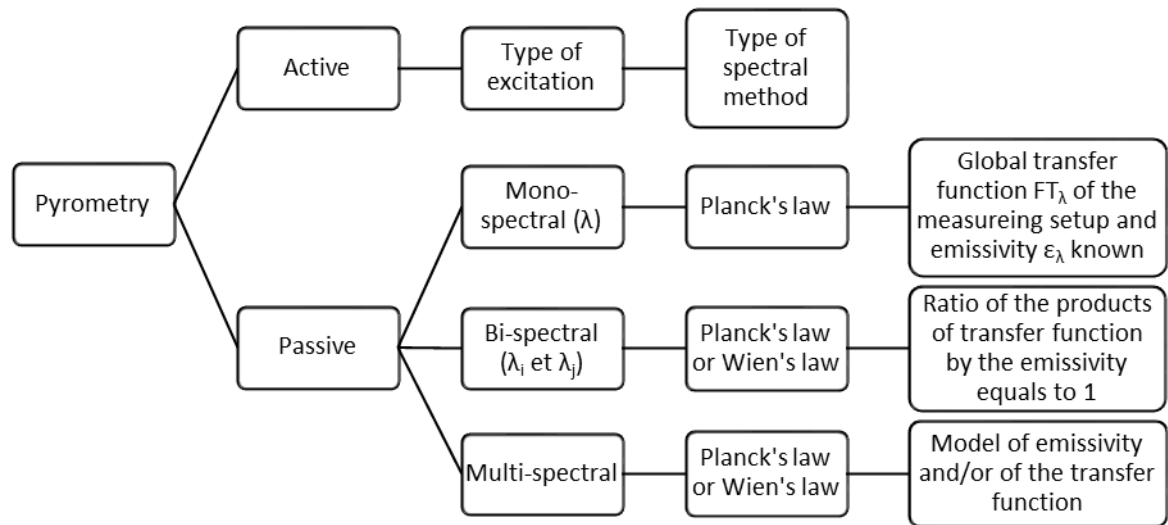 Pyrometry
Active
Type of
excitation
Type of
spectral
method
Passive
Mono-
spectral (λ)
Planck's law
Global transfer
function FTλ of the
measureing setup and
emissivity ελ known
Bi-spectral
(λi et λj)
Planck's law
or Wien's law
Ratio of the products
of transfer function
by the emissivity
equals to 1
Multi-spectral
Planck's law
or Wien's law
Model of emissivity
and/or of the transfer
function